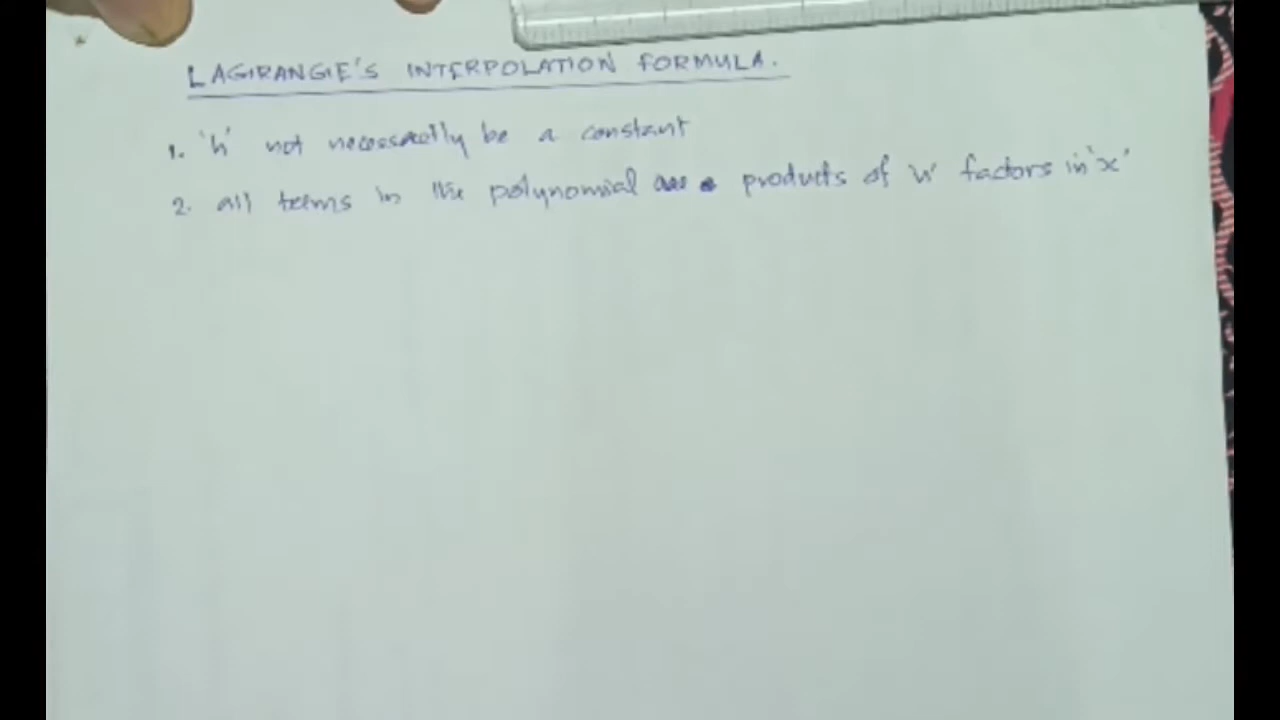 LAGRANGE'S INTERPOLATION FORMULA.
1. 'h' not necessarily be a constant
2. all terms in the polynomial are products of 'n' factors in 'x'